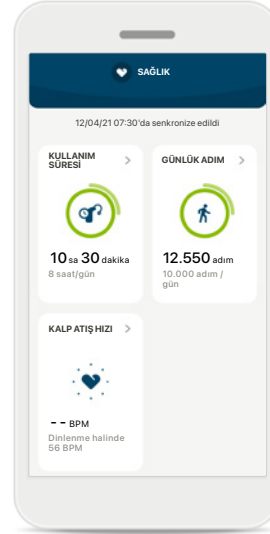 SAĞLIK
12/04/21 07:30'da senkronize edildi
KULLANIM
SÜRESİ
10 sa 30 dakika
8 saat/gün
GÜNLÜK ADIM
12.550 adım
10.000 adım /
gün
KALP ATIŞ HIZI
-- BPM
Dinlenme halinde
56 BPM